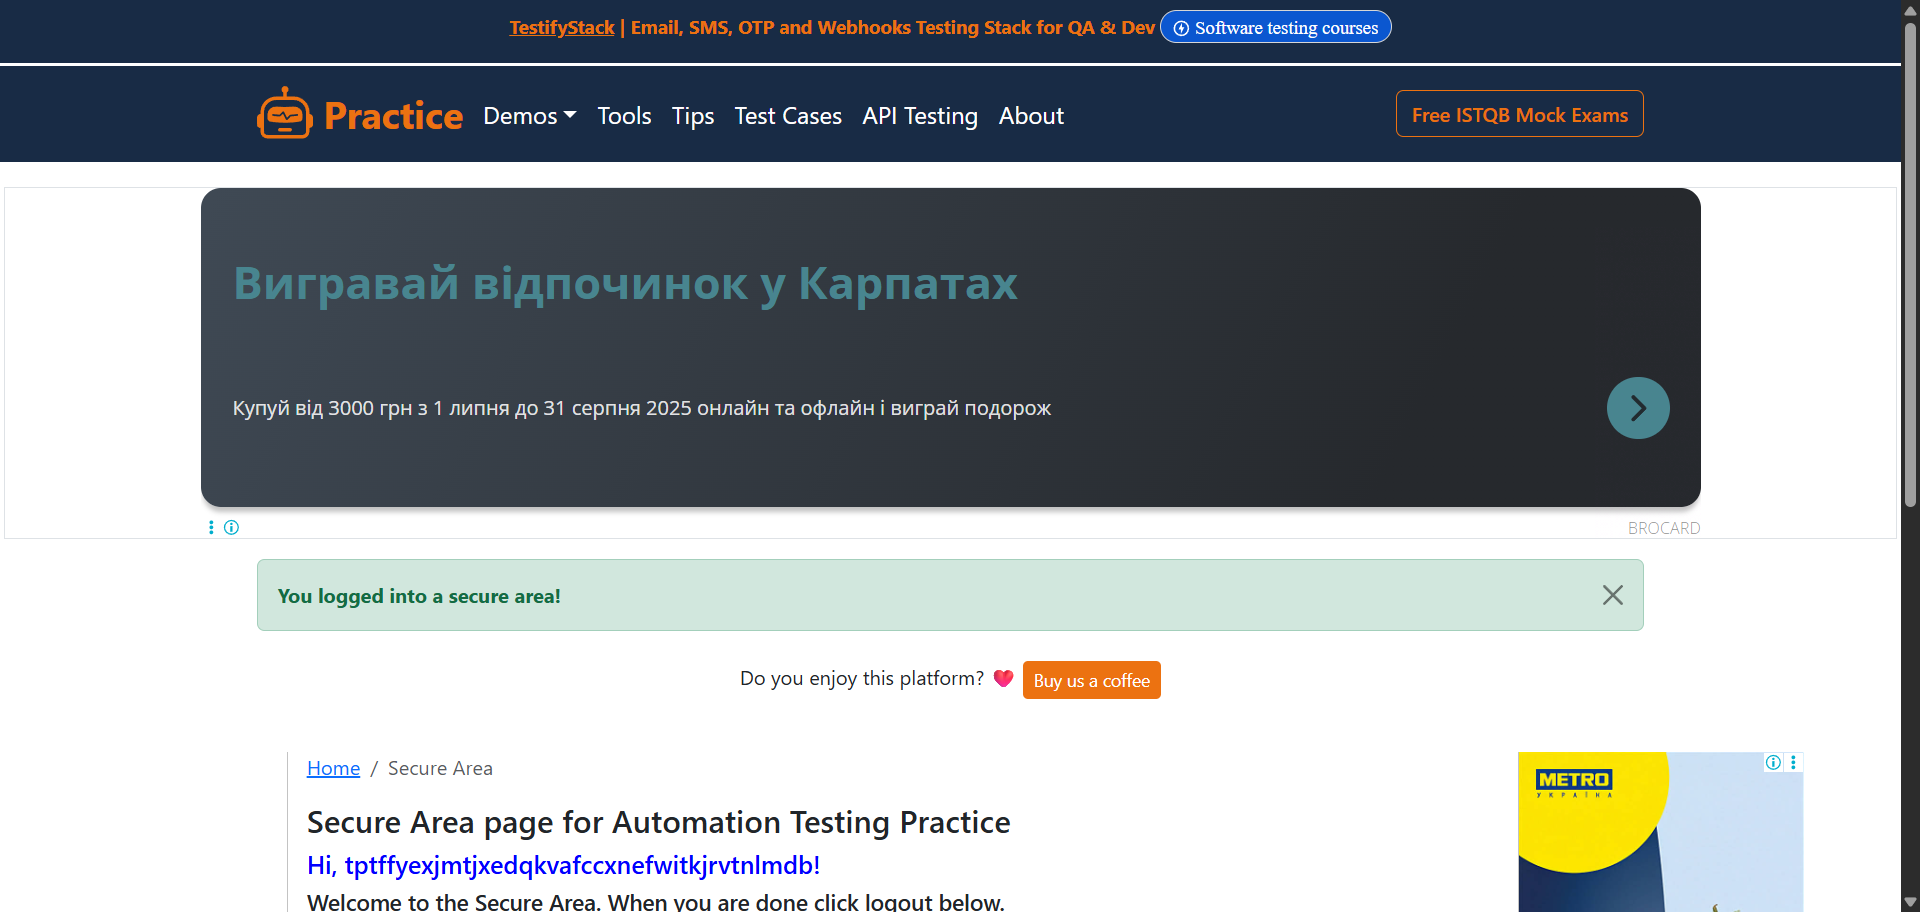 TestifyStack | Email, SMS, OTP and Webhooks Testing Stack for QA & Dev Software testing courses
Practice Demos Tools Tips Test Cases API Testing About Free ISTQB Mock Exams
Вигравай відпочинок у Карпатах
Купуй від 3000 грн з 1 липня до 31 серпня 2025 онлайн та офлайн і виграй подорож
BROCARD
You logged into a secure area!
Do you enjoy this platform? Buy us a coffee
Home / Secure Area
METRO
УКРАЇНА
Secure Area page for Automation Testing Practice
Hi, tptffyexjmtjxedqkvafccxnefwitkjrvtnlmdb!
Welcome to the Secure Area. When you are done click logout below.